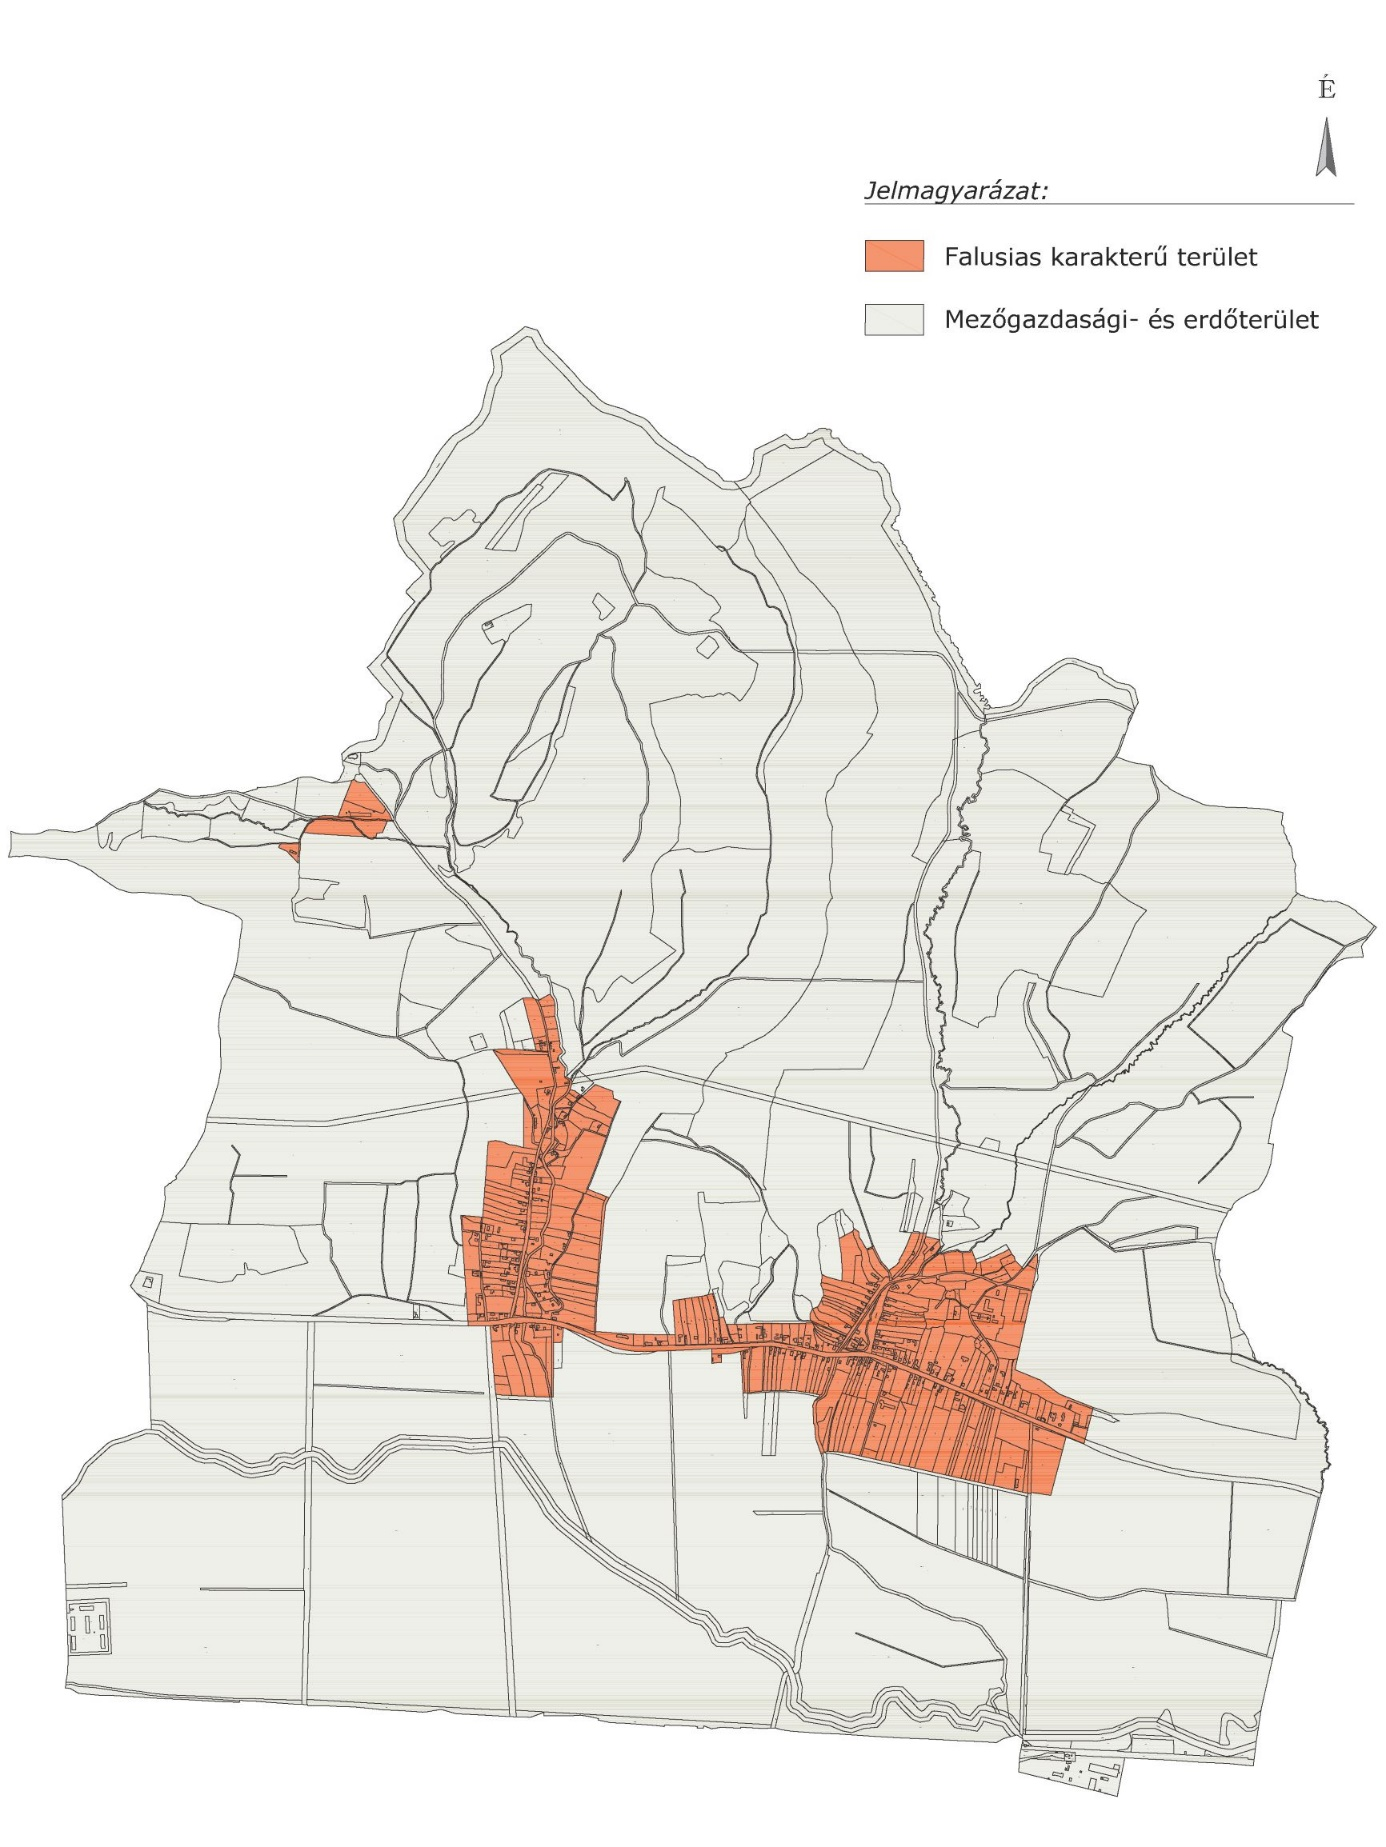 É
Jelmagyarázat:
Falusias karakterű terület
Mezőgazdasági- és erdőterület